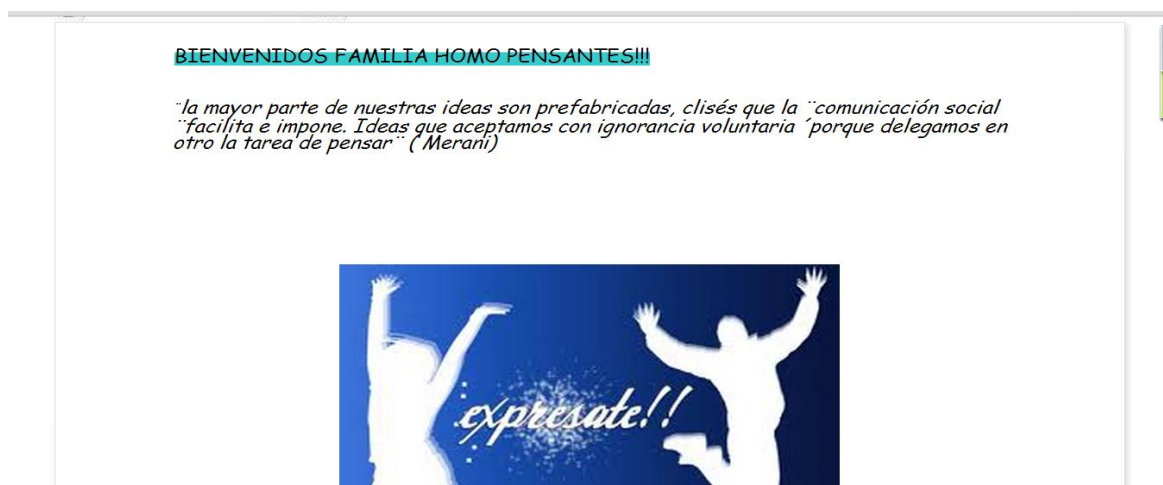 BIENVENIDOS FAMILIA HOMO PENSANTES!!!
¨la mayor parte de nuestras ideas son prefabricadas, clisés que la ¨comunicación social
¨facilita e impone. Ideas que aceptamos con ignorancia voluntaria ´porque delegamos en
otro la tarea de pensar¨ ( Merani)
expresate!!